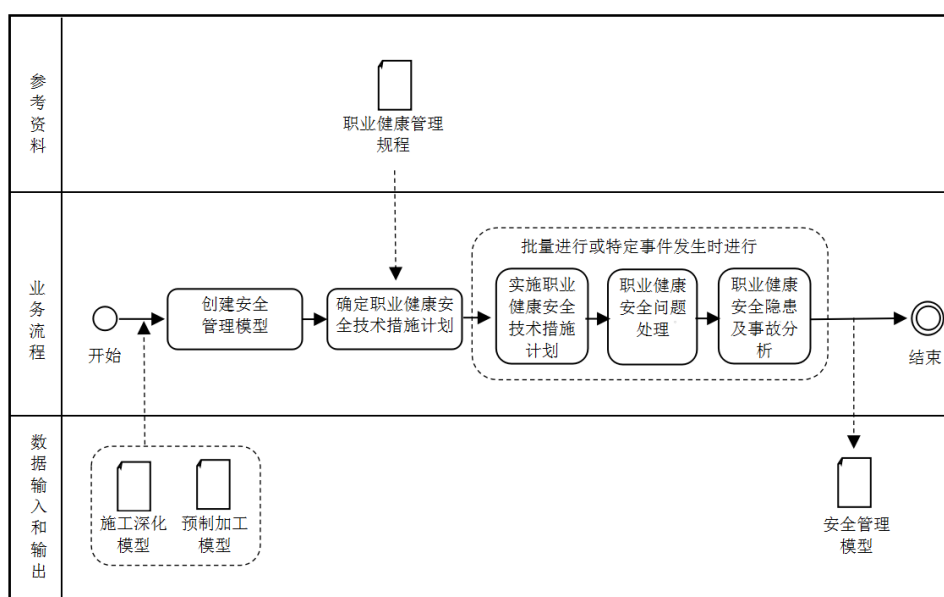 参考资料
职业健康管理
规程
业务流程
批量进行或特定事件发生时进行
开始
创建安全
管理模型
确定职业健康安
全技术措施计划
实施职业
健康安全
技术措施
计划
职业健康
安全问题
处理
职业健康
安全隐患
及事故分
析
结束
数据输入和输出
施工深化
模型
预制加工
模型
安全管理
模型